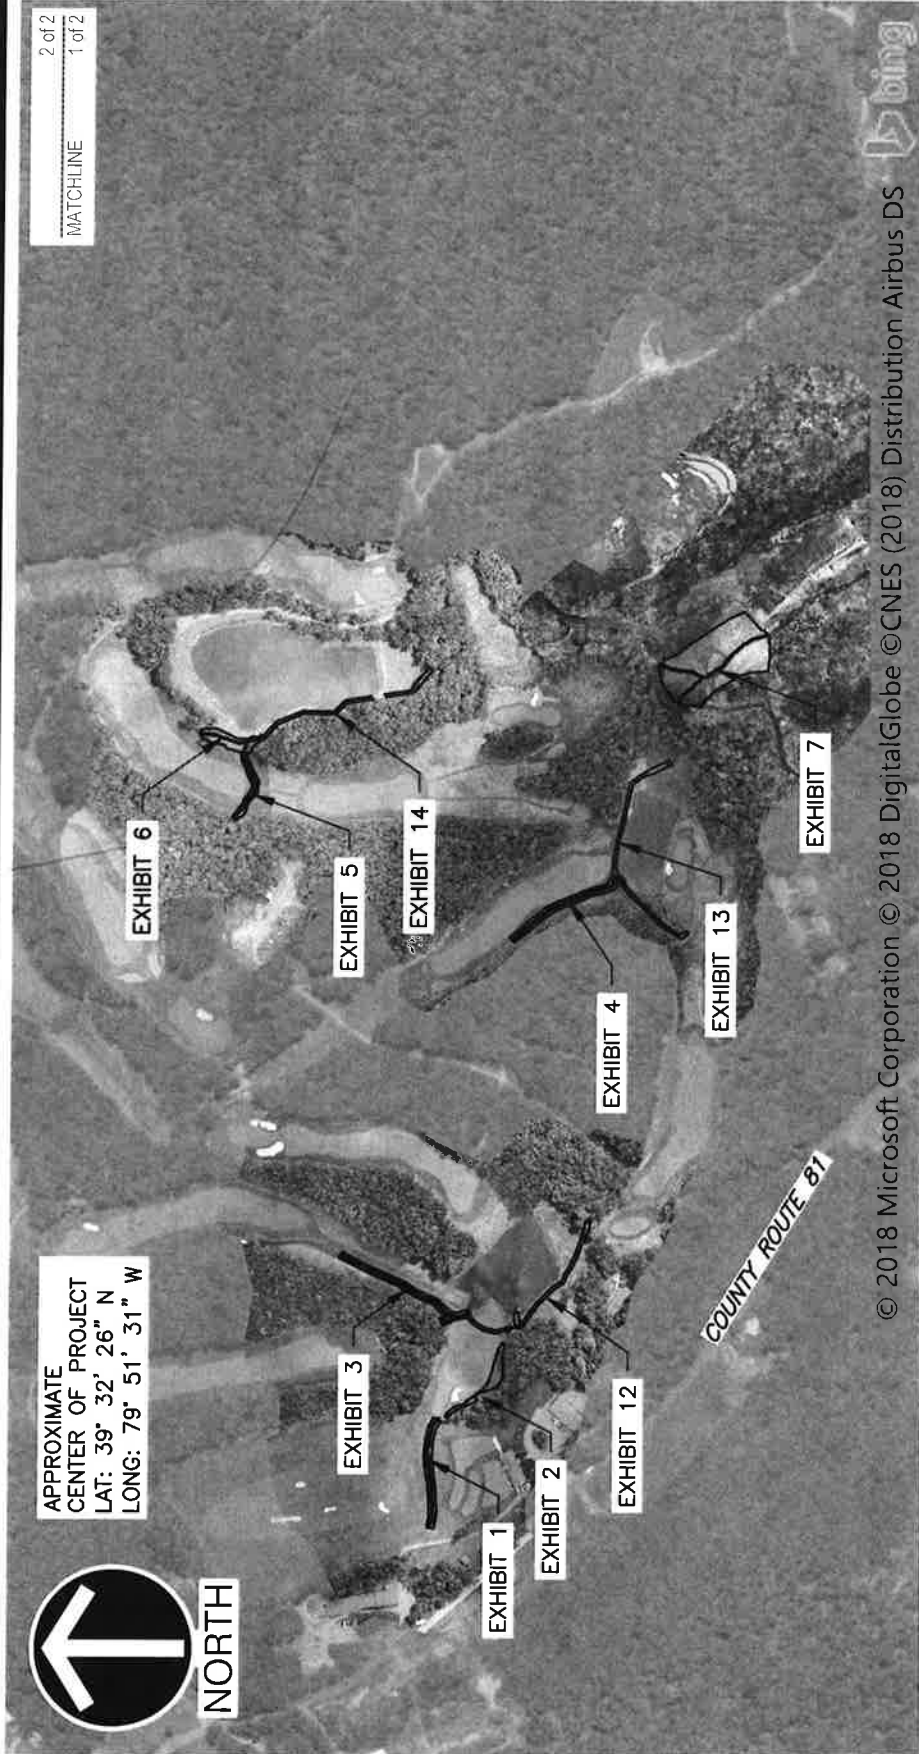 2 of 2
MATCHLINE 1 of 2
APPROXIMATE
CENTER OF PROJECT
LAT: 39° 32' 26" N
LONG: 79° 51' 31" W
NORTH
EXHIBIT 6
EXHIBIT 5
EXHIBIT 14
EXHIBIT 3
EXHIBIT 4
EXHIBIT 13
EXHIBIT 7
EXHIBIT 1
EXHIBIT 2
EXHIBIT 12
COUNTY ROUTE 81
bing
© 2018 Microsoft Corporation © 2018 DigitalGlobe ©CNES (2018) Distribution Airbus DS